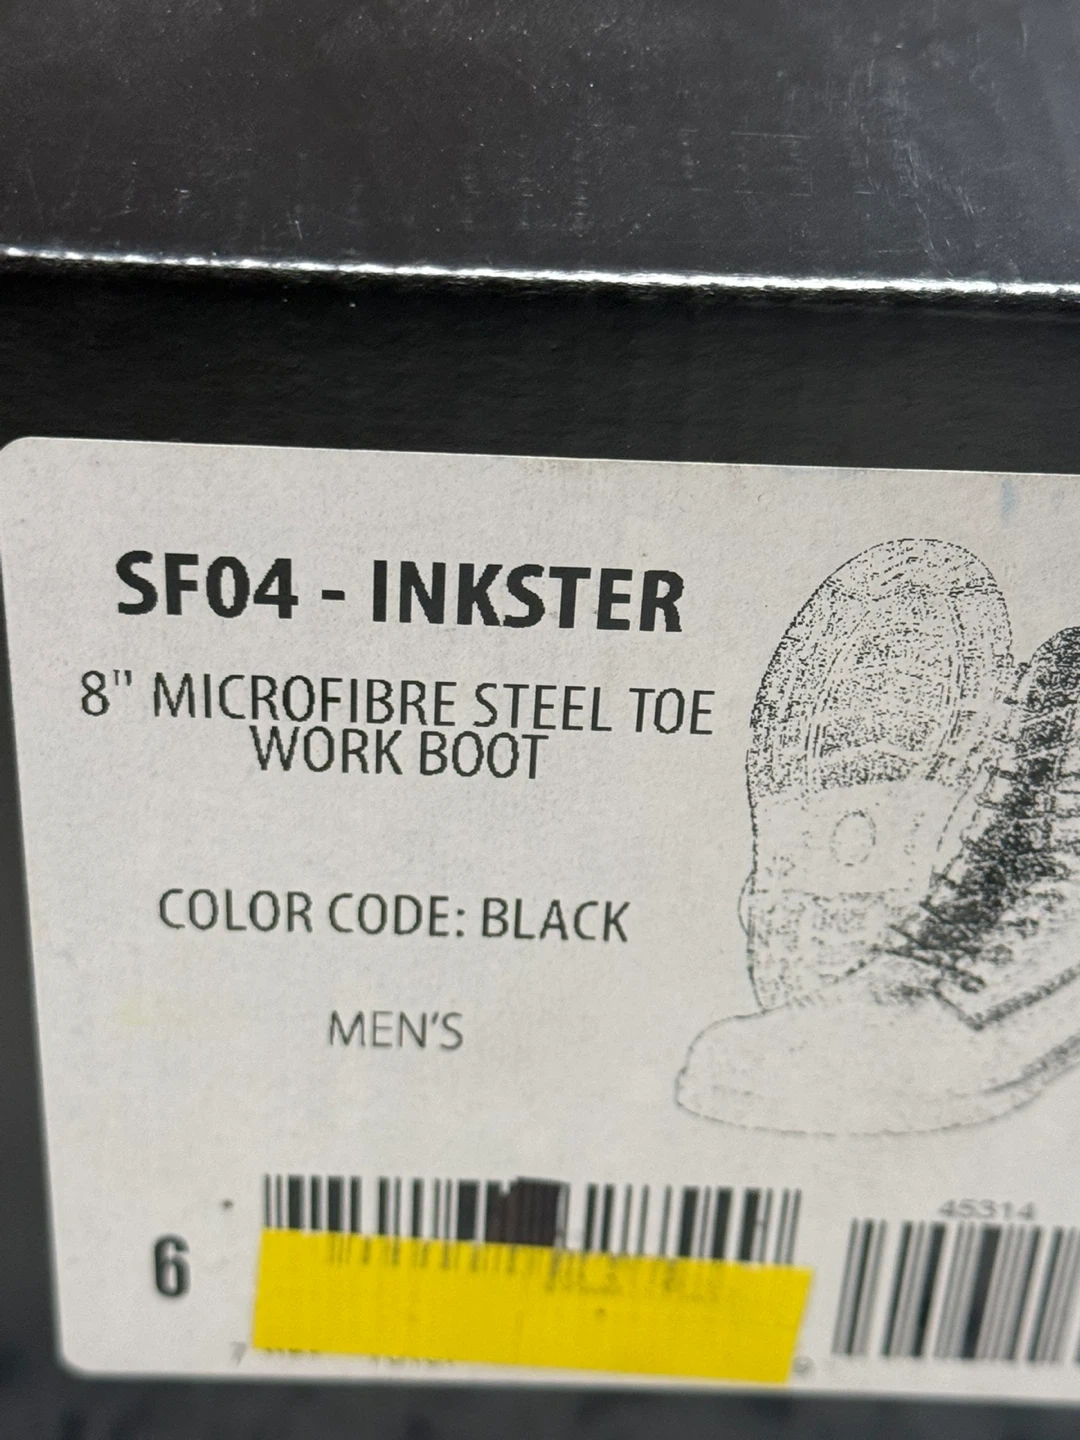 SF04 - INKSTER
8" MICROFIBRE STEEL TOE
WORK BOOT
COLOR CODE: BLACK
MEN'S
45314
6